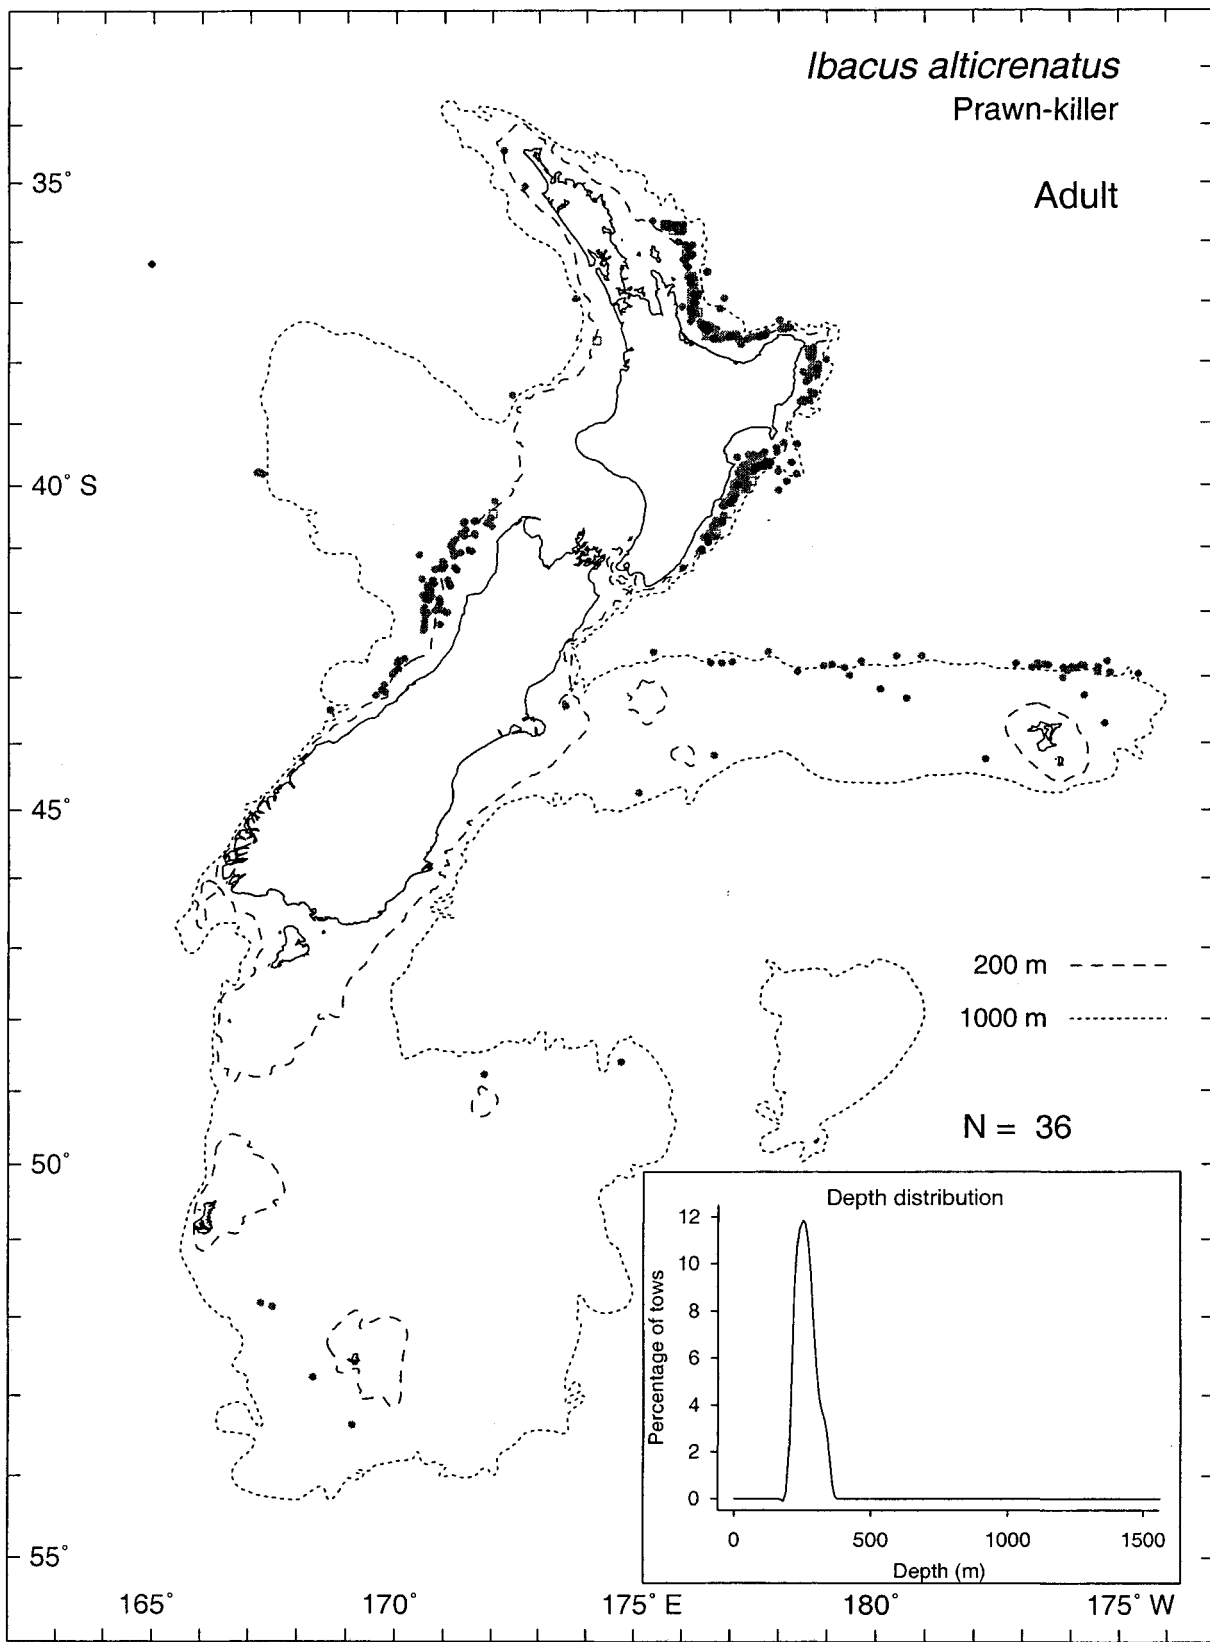 Ibacus alticrenatus
Prawn-killer
Adult
35°
40° S
45°
50°
55°
165°
170°
175° E
180°
175° W
200 m
1000 m
N = 36
Depth distribution
Percentage of tows
12
10
8
6
4
2
0
0
500
1000
1500
Depth (m)